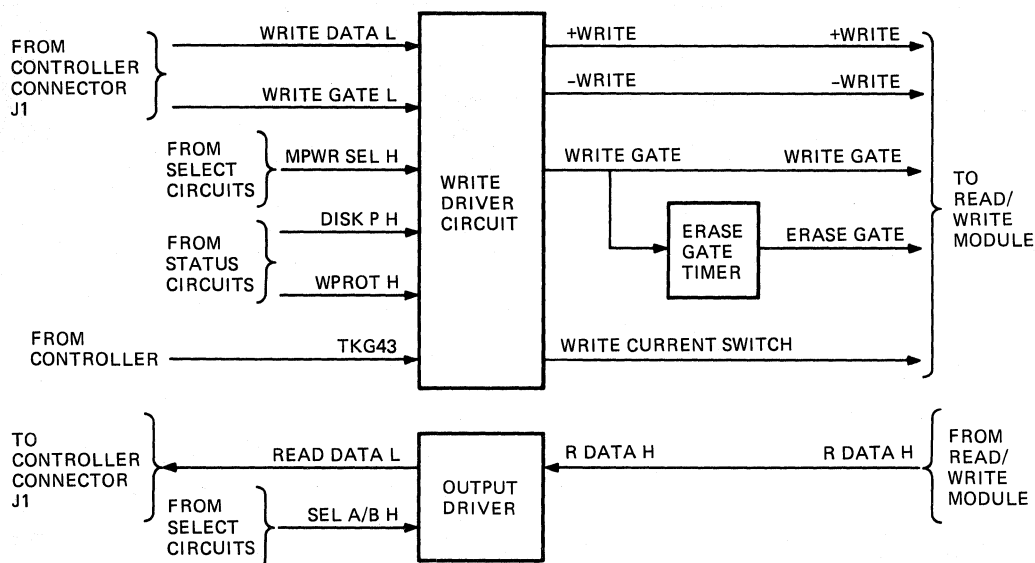 FROM
CONTROLLER
CONNECTOR
J1
WRITE DATA L
WRITE GATE L
FROM
SELECT
CIRCUITS
MPWR SEL H
FROM
STATUS
CIRCUITS
DISK P H
WPROT H
FROM
CONTROLLER
TKG43
WRITE
DRIVER
CIRCUIT
+WRITE
+WRITE
–WRITE
–WRITE
WRITE GATE
WRITE GATE
ERASE
GATE
TIMER
ERASE GATE
WRITE CURRENT SWITCH
TO
READ/
WRITE
MODULE
TO
CONTROLLER
CONNECTOR
J1
READ DATA L
FROM
SELECT
CIRCUITS
SEL A/B H
OUTPUT
DRIVER
R DATA H
R DATA H
FROM
READ/
WRITE
MODULE